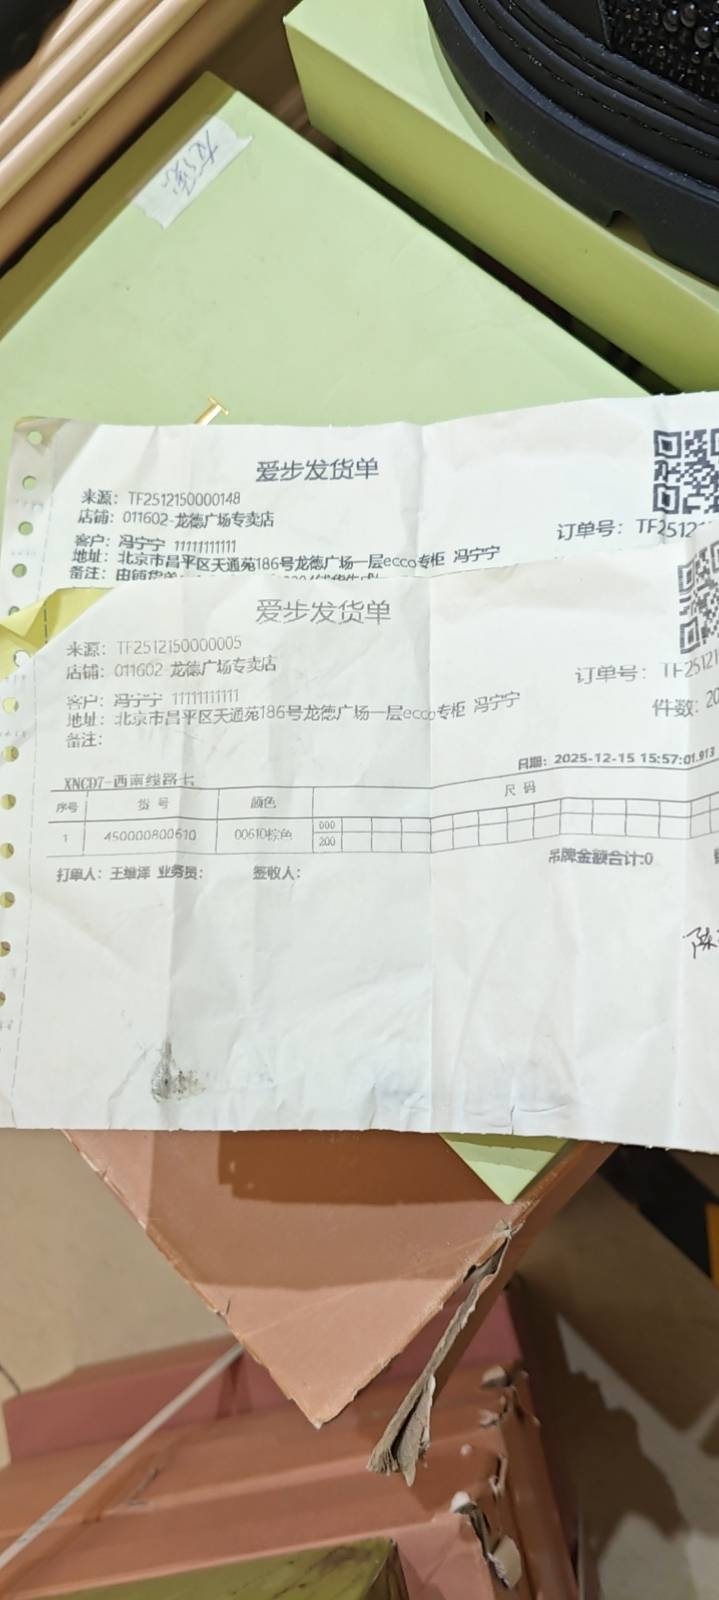 爱步发货单
来源：TF2512150000148
店铺：011602-龙德广场专卖店
订单号：TF2512
客户：冯宁宁 11111111111
地址：北京市昌平区天通苑186号龙德广场一层ecco专柜 冯宁宁
备注：
爱步发货单
来源：TF2512150000005
店铺：011602-龙德广场专卖店
订单号：TF25121
客户：冯宁宁 11111111111
件数：20
地址：北京市昌平区天通苑186号龙德广场一层ecco专柜 冯宁宁
备注：
日期：2025-12-15 15:57:01.913
XNCD7-西南线路七
序号 货 号 颜色 尺 码
1 450000800610 00610棕色 000
200
吊牌金额合计:0
打单人：王维泽 业务员： 签收人：
陈